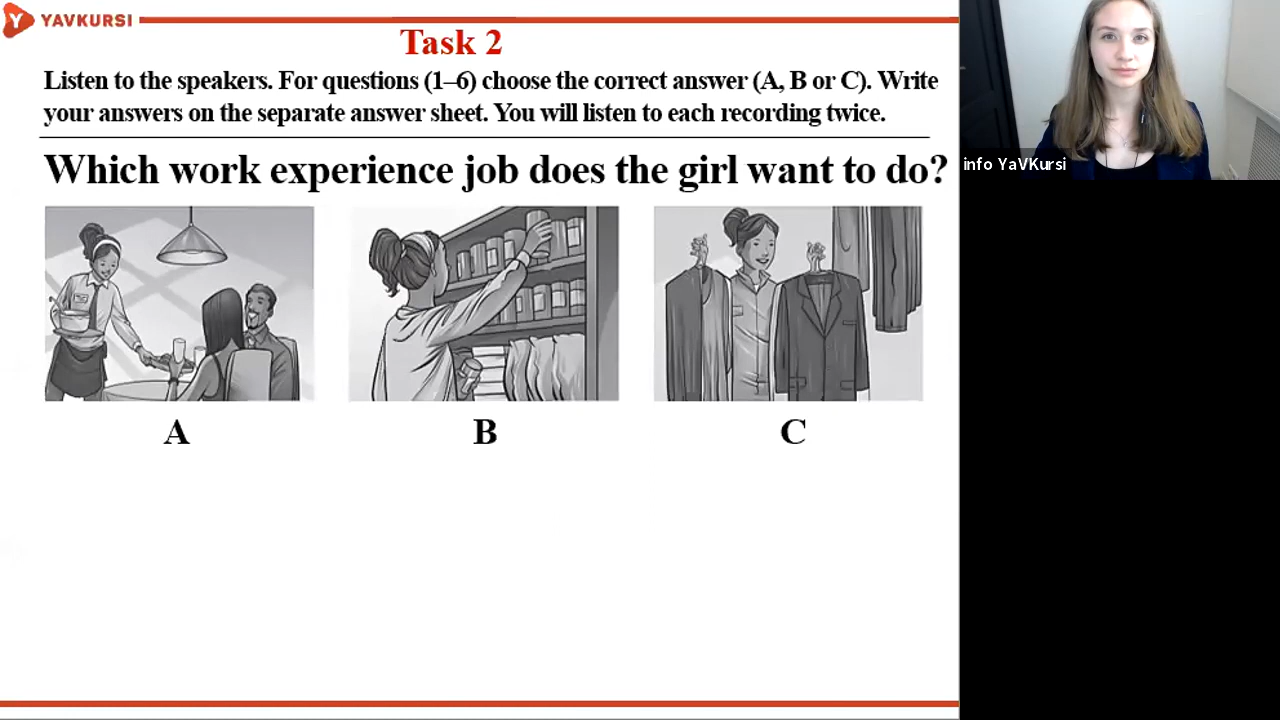 YAVKURSI
Task 2
Listen to the speakers. For questions (1–6) choose the correct answer (A, B or C). Write
your answers on the separate answer sheet. You will listen to each recording twice.
Which work experience job does the girl want to do?
A
B
C
info YaVKursi